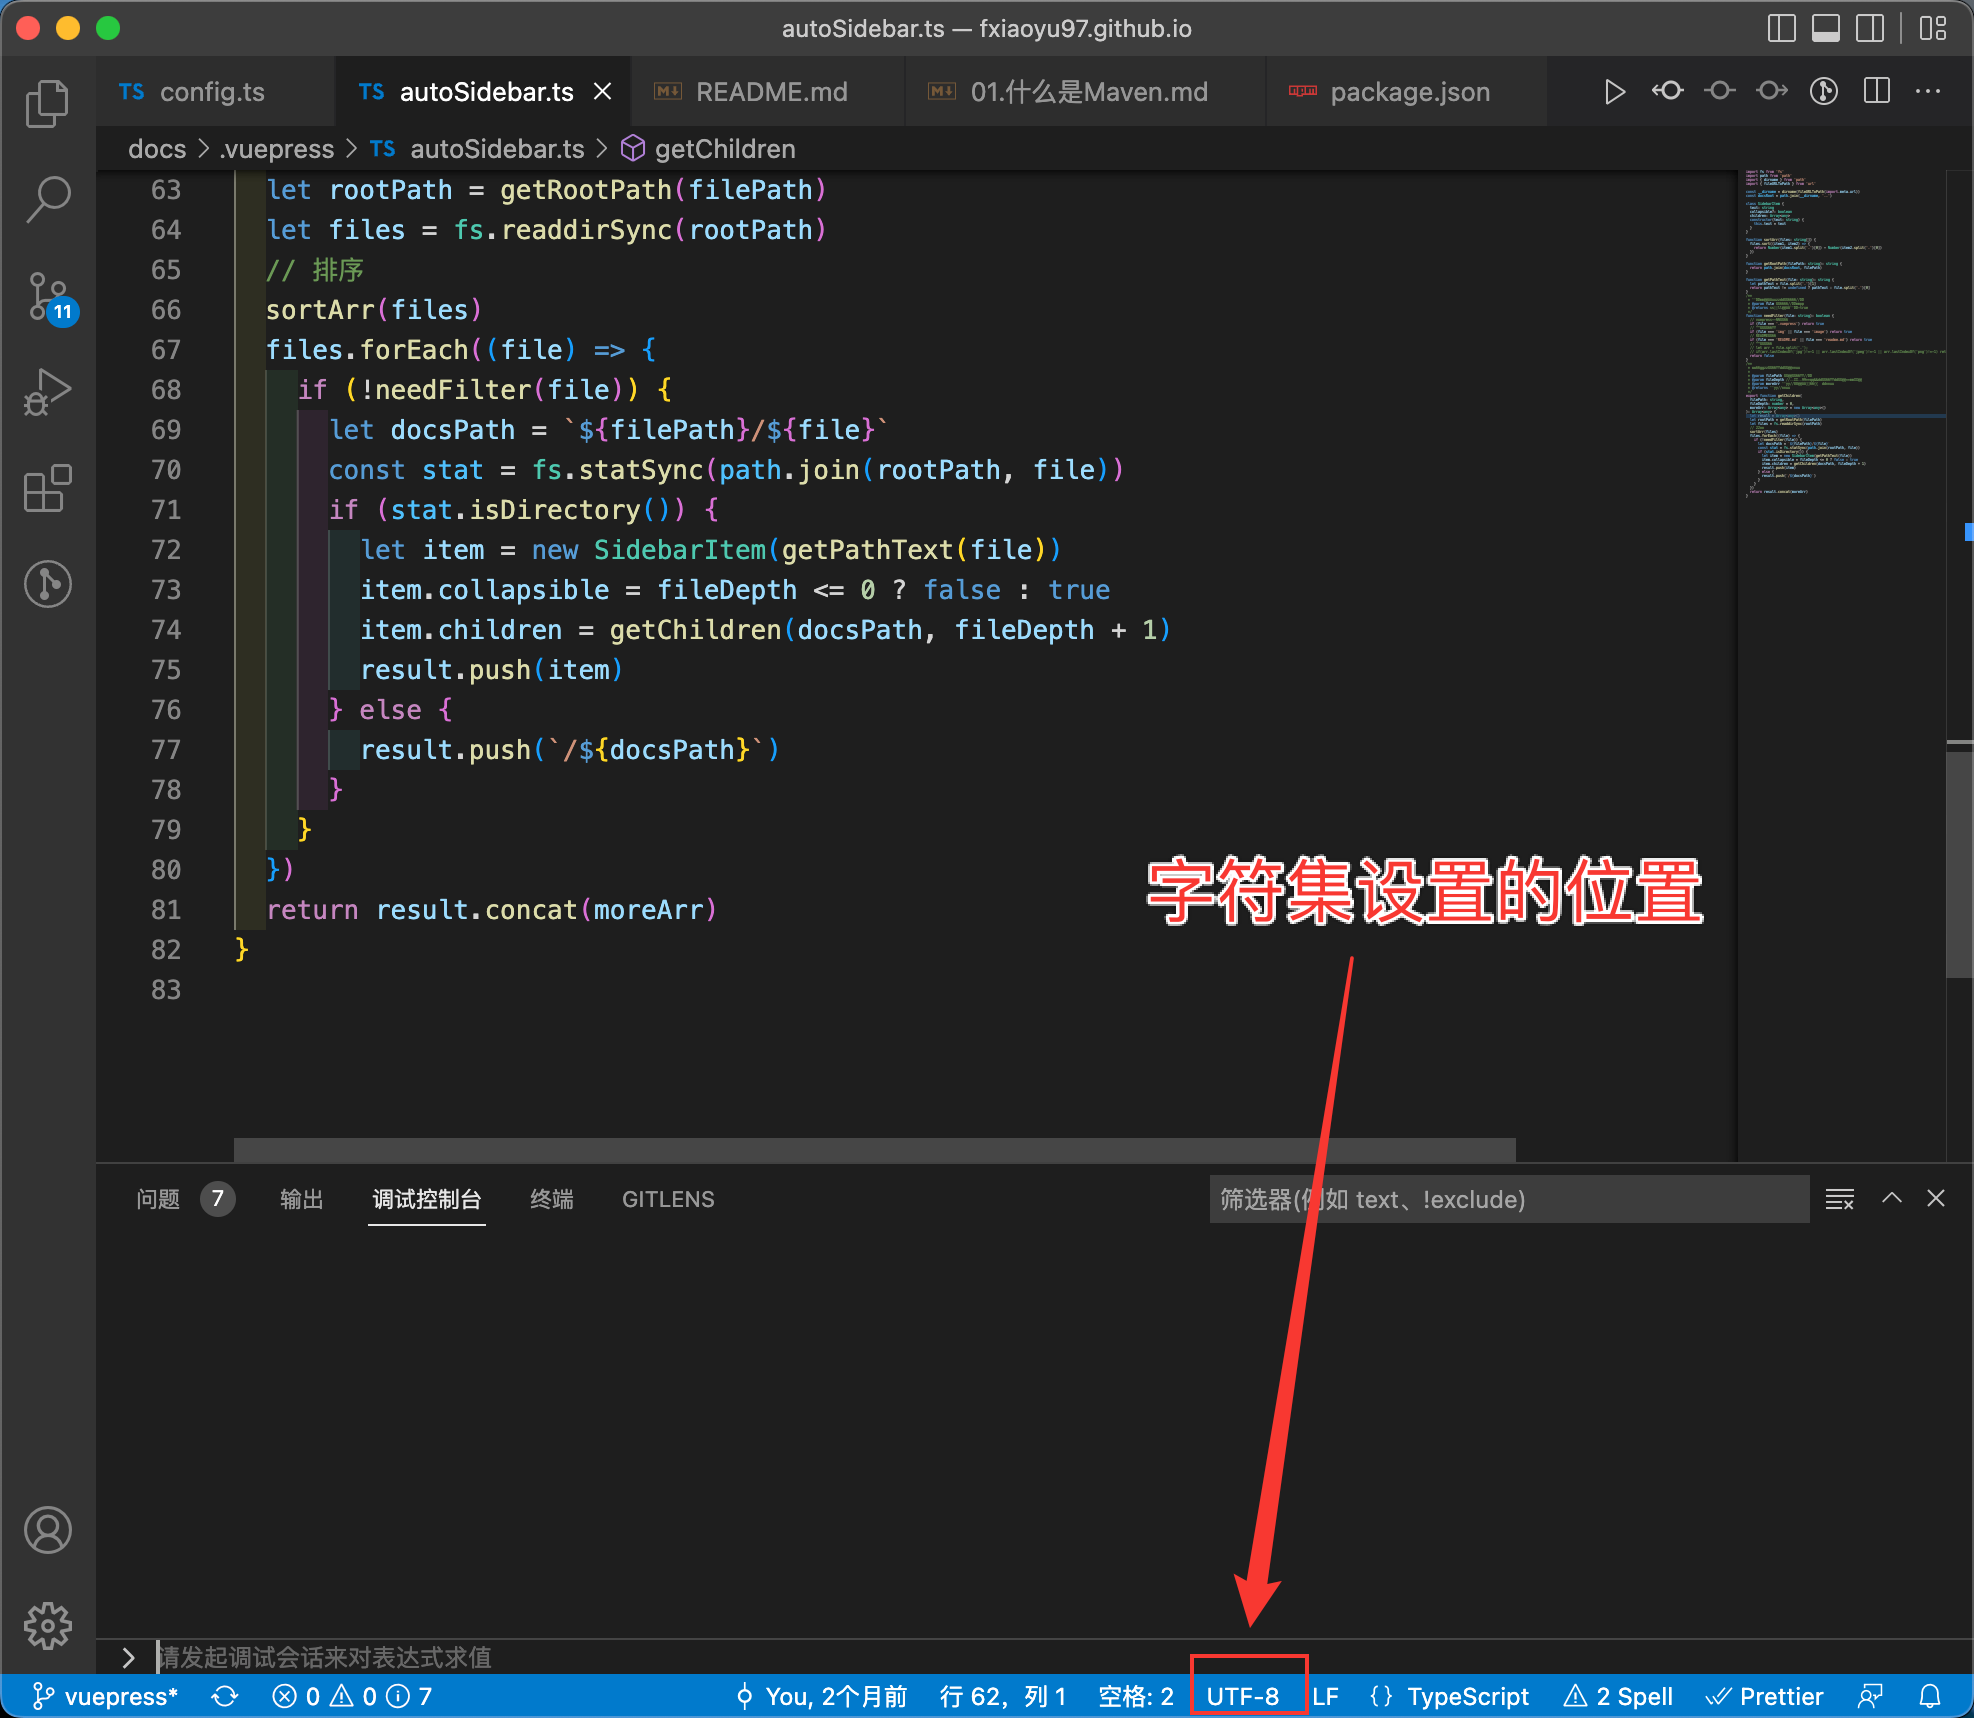 autoSidebar.ts — fxiaoyu97.github.io
TS config.ts
TS autoSidebar.ts
README.md
01.什么是Maven.md
package.json
docs > .vuepress > TS autoSidebar.ts > getChildren
63 let rootPath = getRootPath(filePath)
64 let files = fs.readdirSync(rootPath)
65 // 排序
66 sortArr(files)
67 files.forEach((file) => {
68 if (!needFilter(file)) {
69 let docsPath = `${filePath}/${file}`
70 const stat = fs.statSync(path.join(rootPath, file))
71 if (stat.isDirectory()) {
72 let item = new SidebarItem(getPathText(file))
73 item.collapsible = fileDepth <= 0 ? false : true
74 item.children = getChildren(docsPath, fileDepth + 1)
75 result.push(item)
76 } else {
77 result.push(`/${docsPath}`)
78 }
79 }
80 })
81 return result.concat(moreArr)
82 }
83
11
字符集设置的位置
问题 7 输出 调试控制台 终端 GITLENS
筛选器(例如 text、!exclude)
请发起调试会话来对表达式求值
vuepress* 0 0 7 You, 2个月前 行 62，列 1 空格: 2 UTF-8 LF {} TypeScript 2 Spell Prettier